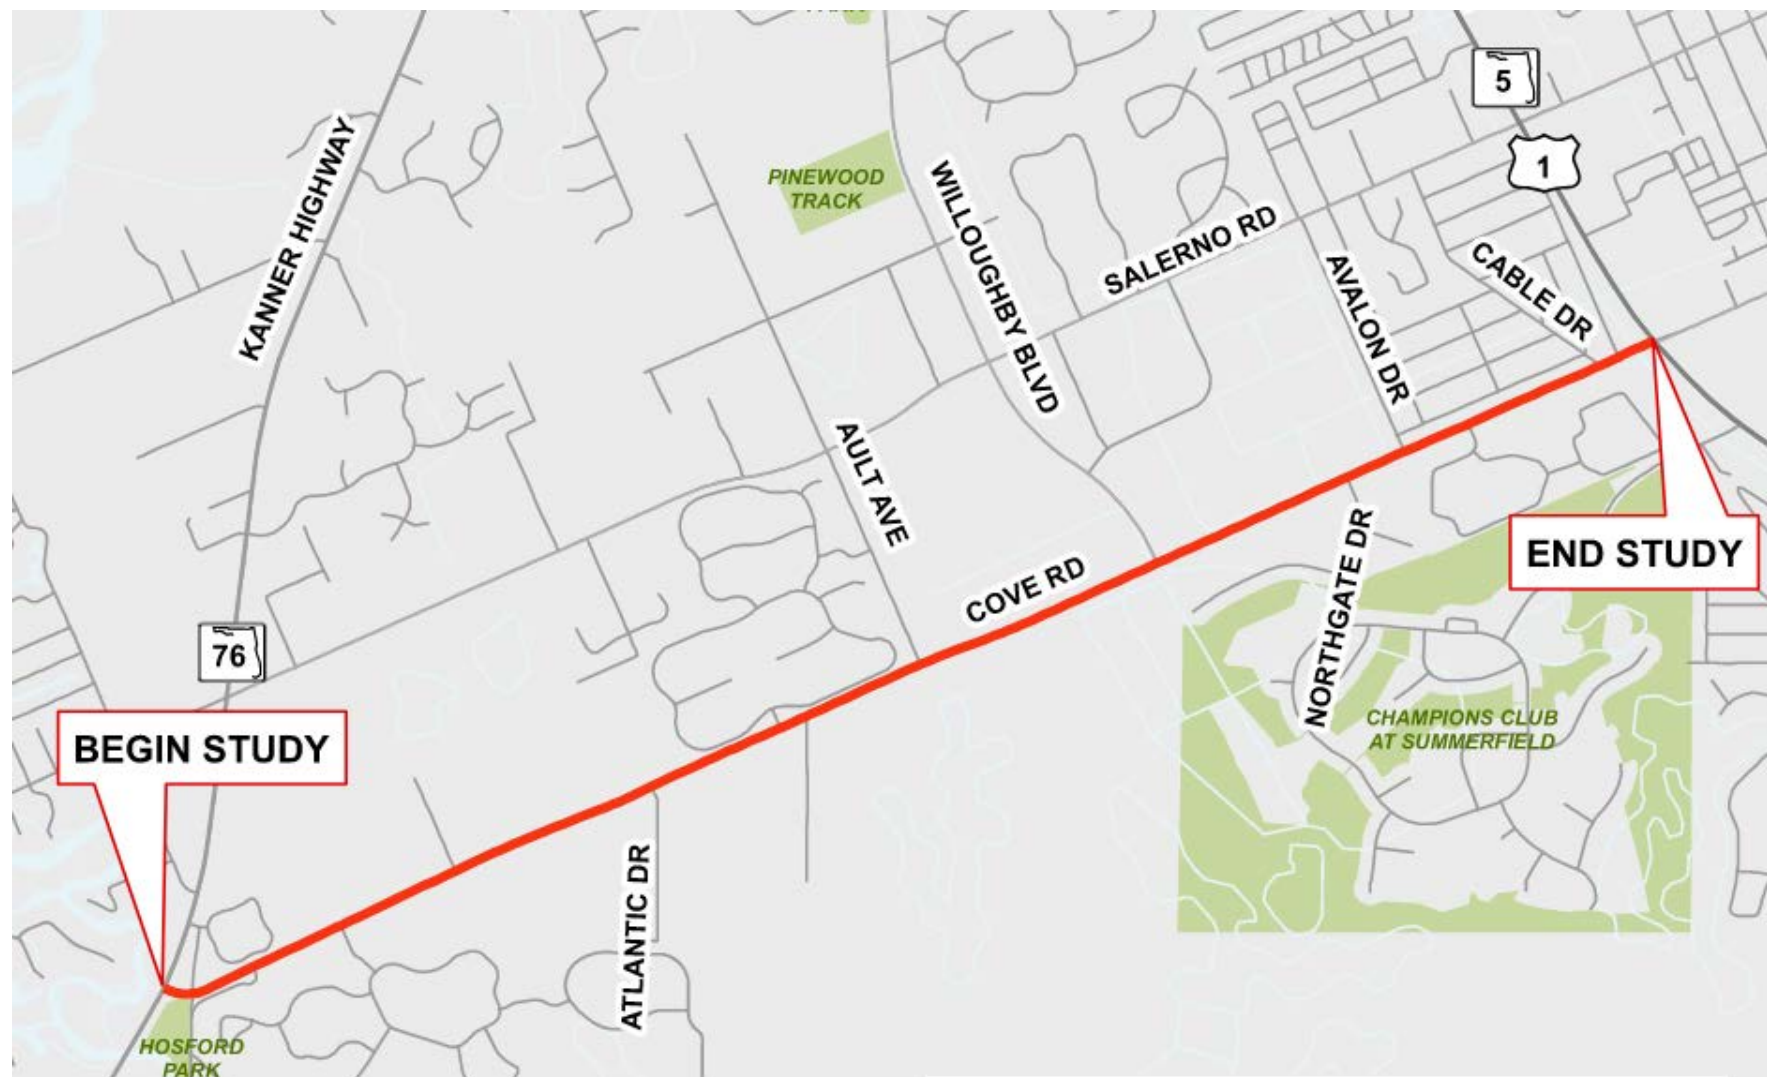 PARK
5
1
KANNER HIGHWAY
PINEWOOD
TRACK
WILLOUGHBY BLVD
SALERNO RD
AVALON DR
CABLE DR
AULT AVE
COVE RD
NORTHGATE DR
END STUDY
76
BEGIN STUDY
CHAMPIONS CLUB
AT SUMMERFIELD
ATLANTIC DR
HOSFORD
PARK